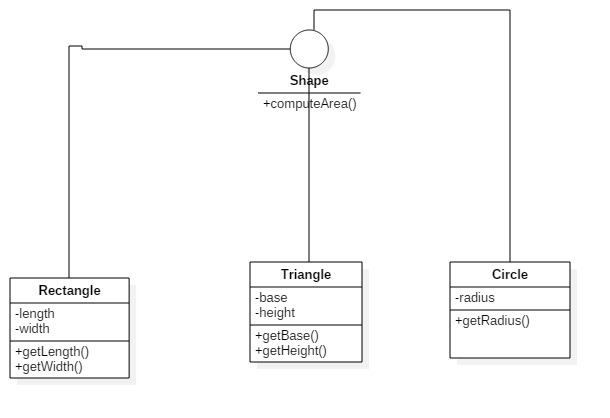 Shape
+computeArea()
Rectangle
-length
-width
+getLength()
+getWidth()
Triangle
-base
-height
+getBase()
+getHeight()
Circle
-radius
+getRadius()